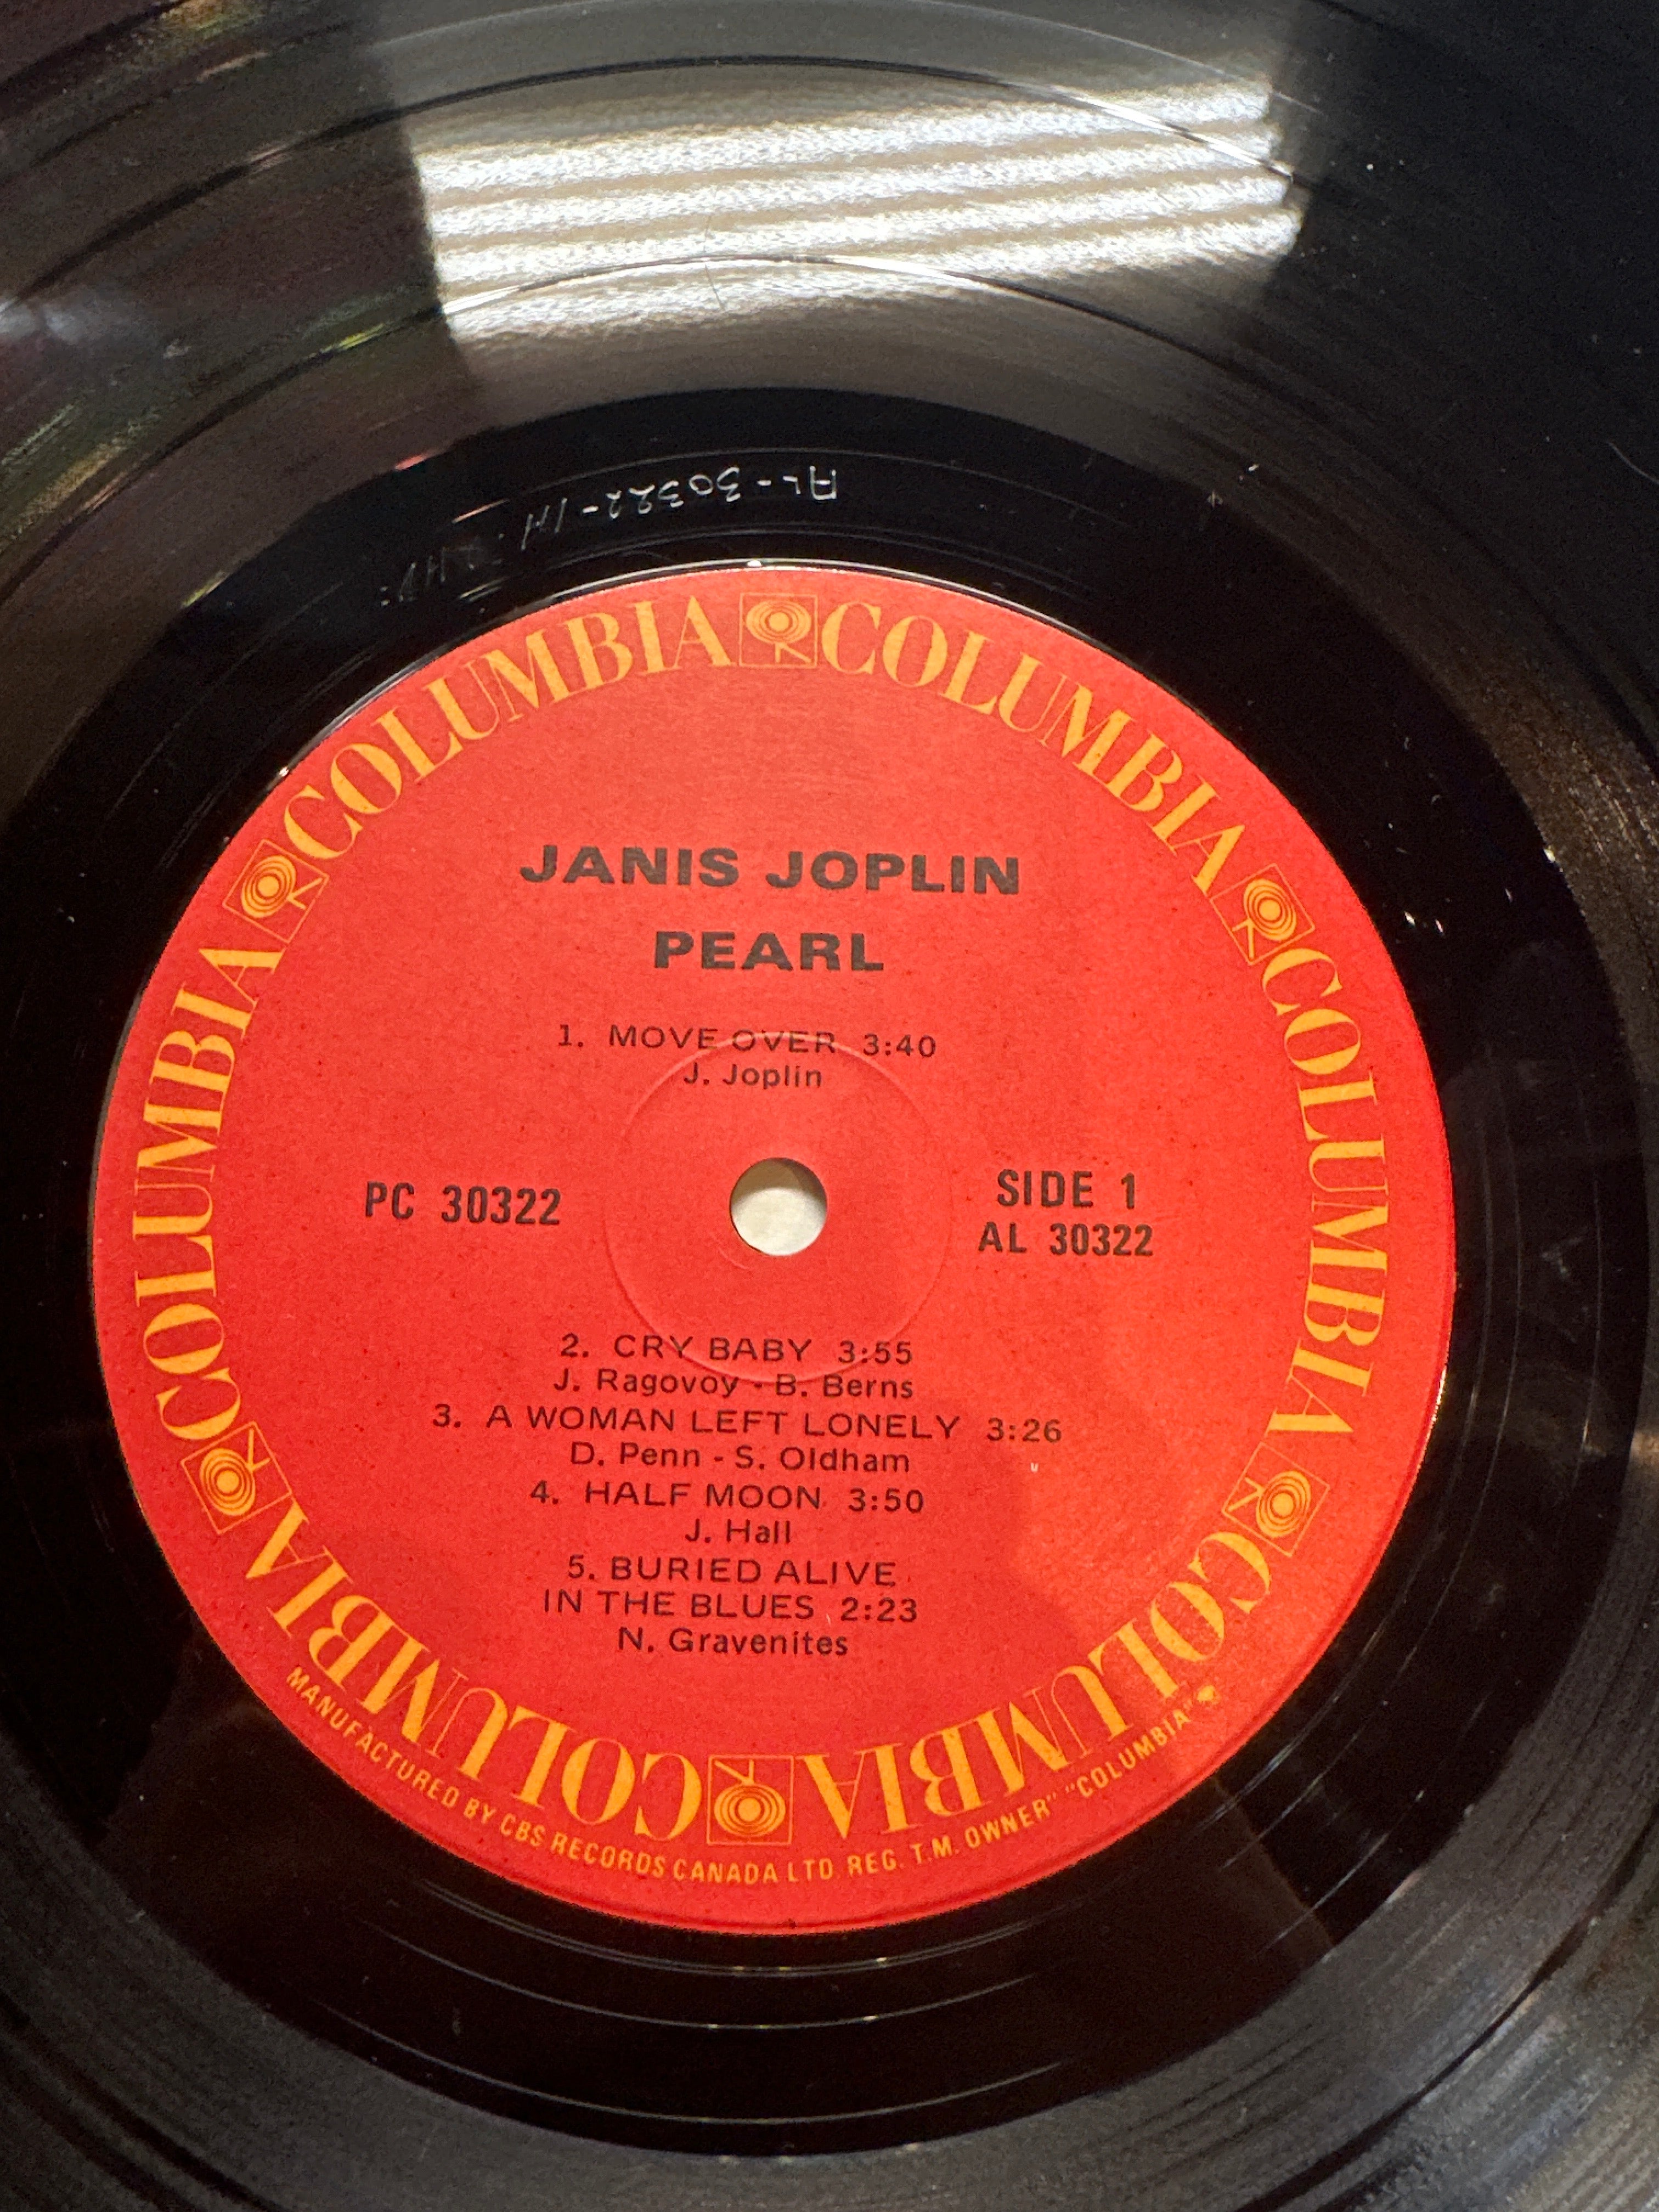 AL-30322-1H
COLUMBIA COLUMBIA COLUMBIA COLUMBIA COLUMBIA COLUMBIA COLUMBIA COLUMBIA
JANIS JOPLIN
PEARL
1. MOVE OVER 3:40
J. Joplin
PC 30322
SIDE 1
AL 30322
2. CRY BABY 3:55
J. Ragovoy - B. Berns
3. A WOMAN LEFT LONELY 3:26
D. Penn - S. Oldham
4. HALF MOON 3:50
J. Hall
5. BURIED ALIVE
IN THE BLUES 2:23
N. Gravenites
MANUFACTURED BY CBS RECORDS CANADA LTD. REG. T.M. OWNER" "COLUMBIA"